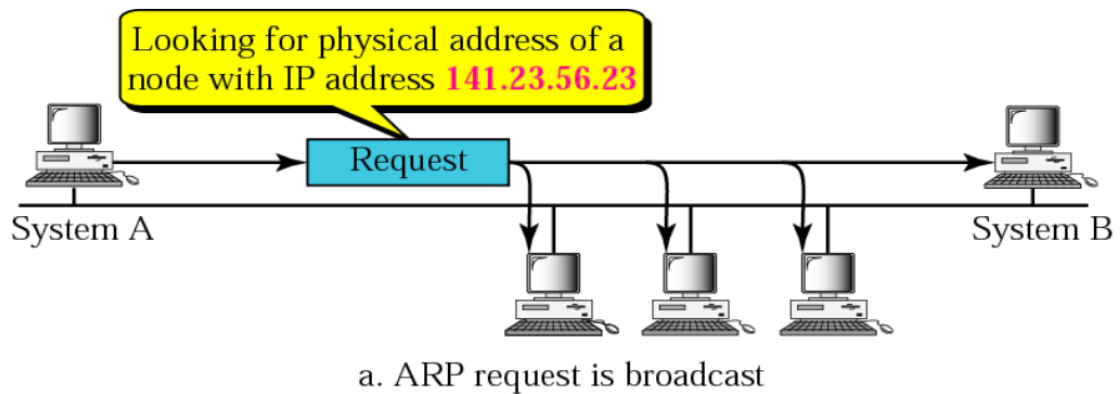 Looking for physical address of a
node with IP address 141.23.56.23
Request
System A
System B
a. ARP request is broadcast